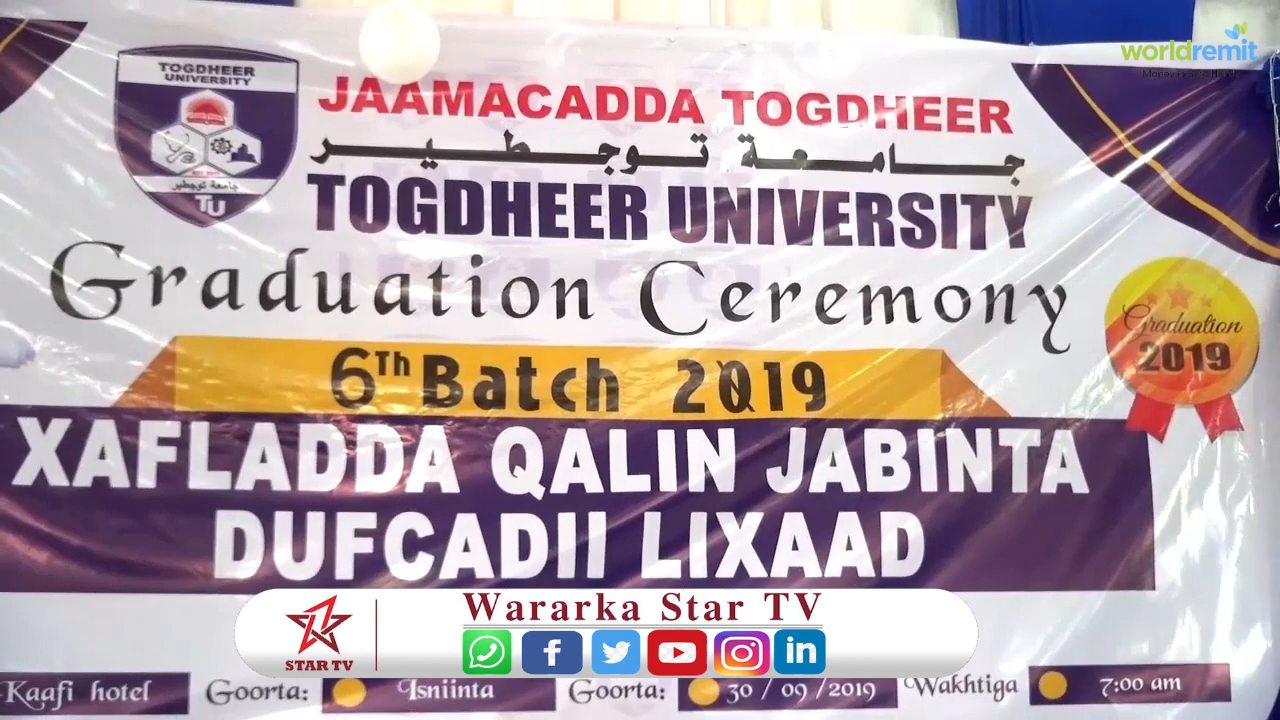 worldremit
TOGDHEER
UNIVERSITY
جامعة توجطير
TU
JAAMACADDA TOGDHEER
جامعة توجطير
TOGDHEER UNIVERSITY
Graduation Ceremony
6Th Batch 2019
Graduation
2019
XAFLADDA QALIN JABINTA
DUFCADII LIXAAD
STAR TV
Wararka Star TV
Kaafi hotel Goorta: Isniinta Goorta: 30 / 09 /2019 Wakhtiga 7:00 am